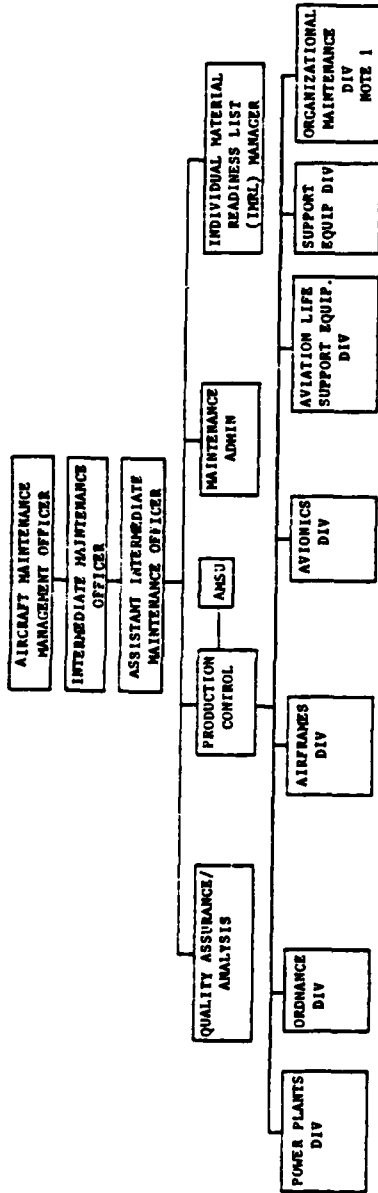 AIRCRAFT MAINTENANCE
MANAGEMENT OFFICER
INTERMEDIATE MAINTENANCE
OFFICER
ASSISTANT INTERMEDIATE
MAINTENANCE OFFICER
QUALITY ASSURANCE/
ANALYSIS
PRODUCTION
CONTROL
AMSU
MAINTENANCE
ADMIN
INDIVIDUAL MATERIAL
READINESS LIST
(IMRL) MANAGER
POWER PLANTS
DIV
ORDNANCE
DIV
AIRFRAMES
DIV
AVIONICS
DIV
AVIATION LIFE
SUPPORT EQUIP.
DIV
SUPPORT
EQUIP DIV
ORGANIZATIONAL
MAINTENANCE
DIV
NOTE 1